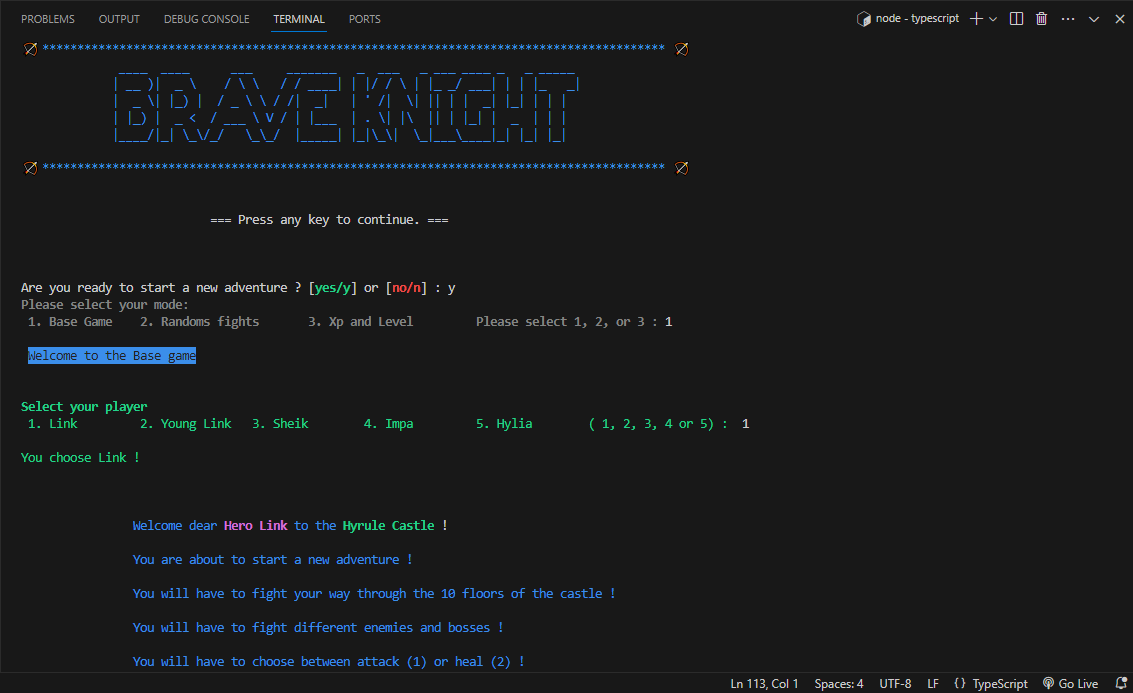 PROBLEMS OUTPUT DEBUG CONSOLE TERMINAL PORTS node - typescript
************************************************************************************
BRAVE KNIGHT
************************************************************************************
=== Press any key to continue. ===
Are you ready to start a new adventure ? [yes/y] or [no/n] : y
Please select your mode:
1. Base Game 2. Randoms fights 3. Xp and Level Please select 1, 2, or 3 : 1
Welcome to the Base game
Select your player
1. Link 2. Young Link 3. Sheik 4. Impa 5. Hylia ( 1, 2, 3, 4 or 5) : 1
You choose Link !
Welcome dear Hero Link to the Hyrule Castle !
You are about to start a new adventure !
You will have to fight your way through the 10 floors of the castle !
You will have to fight different enemies and bosses !
You will have to choose between attack (1) or heal (2) !
Ln 113, Col 1 Spaces: 4 UTF-8 LF {} TypeScript Go Live